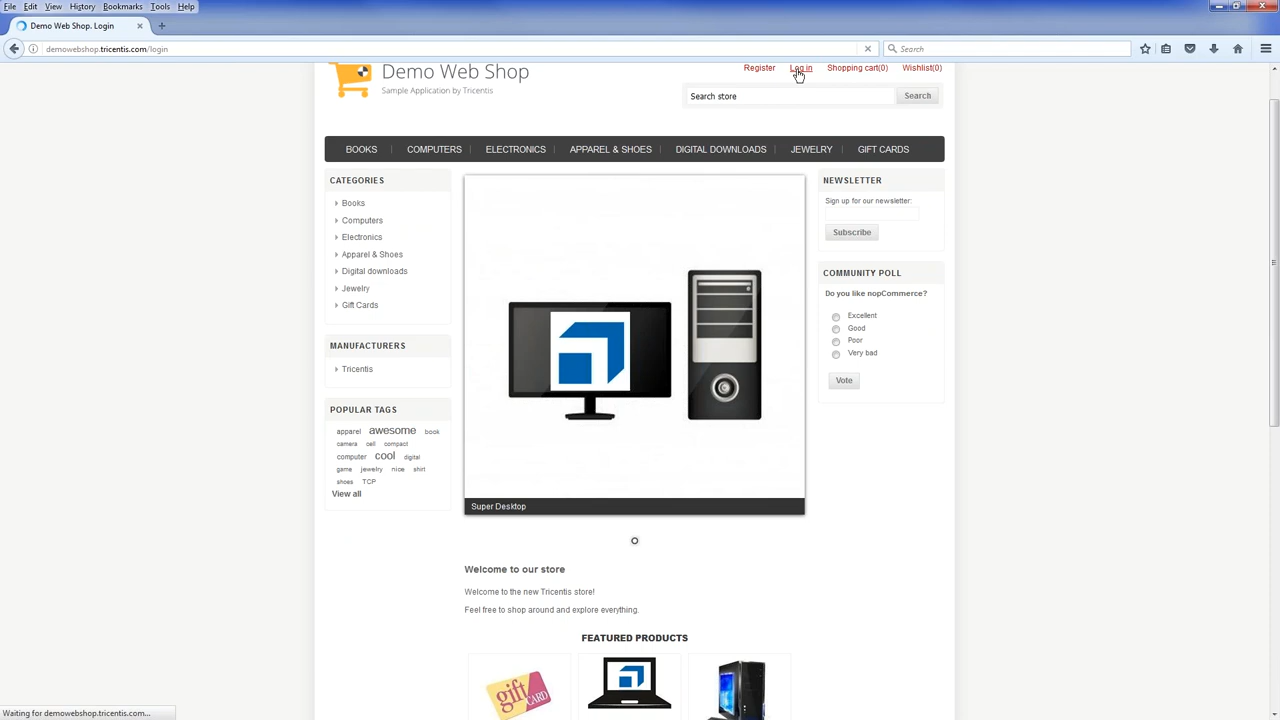 File Edit View History Bookmarks Tools Help
Demo Web Shop. Login
demowebshop.tricentis.com/login
Search
Demo Web Shop
Sample Application by Tricentis
Register Log in Shopping cart(0) Wishlist(0)
Search store Search
BOOKS COMPUTERS ELECTRONICS APPAREL & SHOES DIGITAL DOWNLOADS JEWELRY GIFT CARDS
CATEGORIES
Books
Computers
Electronics
Apparel & Shoes
Digital downloads
Jewelry
Gift Cards
MANUFACTURERS
Tricentis
POPULAR TAGS
apparel awesome book
camera cell compact
computer cool digital
game jewelry nice shirt
shoes TCP
View all
Super Desktop
Welcome to our store
Welcome to the new Tricentis store!
Feel free to shop around and explore everything.
FEATURED PRODUCTS
gift CARD
NEWSLETTER
Sign up for our newsletter:
Subscribe
COMMUNITY POLL
Do you like nopCommerce?
Excellent
Good
Poor
Very bad
Vote
Waiting for demowebshop.tricentis.com...